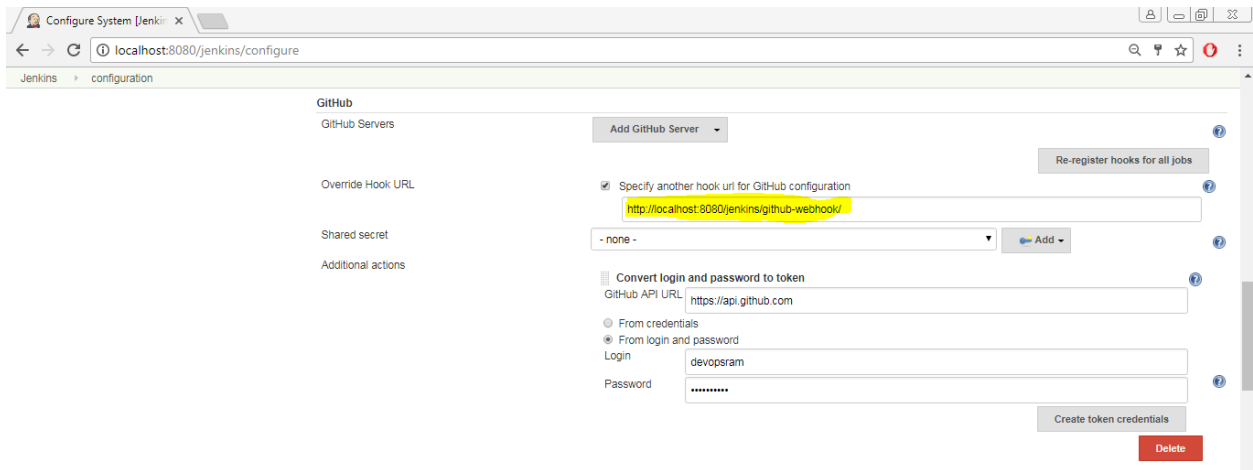 Configure System [Jenkin
localhost:8080/jenkins/configure
Jenkins configuration
GitHub
GitHub Servers Add GitHub Server
Re-register hooks for all jobs
Override Hook URL Specify another hook url for GitHub configuration
http://localhost:8080/jenkins/github-webhook/
Shared secret - none - Add
Additional actions
Convert login and password to token
GitHub API URL https://api.github.com
From credentials
From login and password
Login devopsram
Password ••••••••••
Create token credentials
Delete